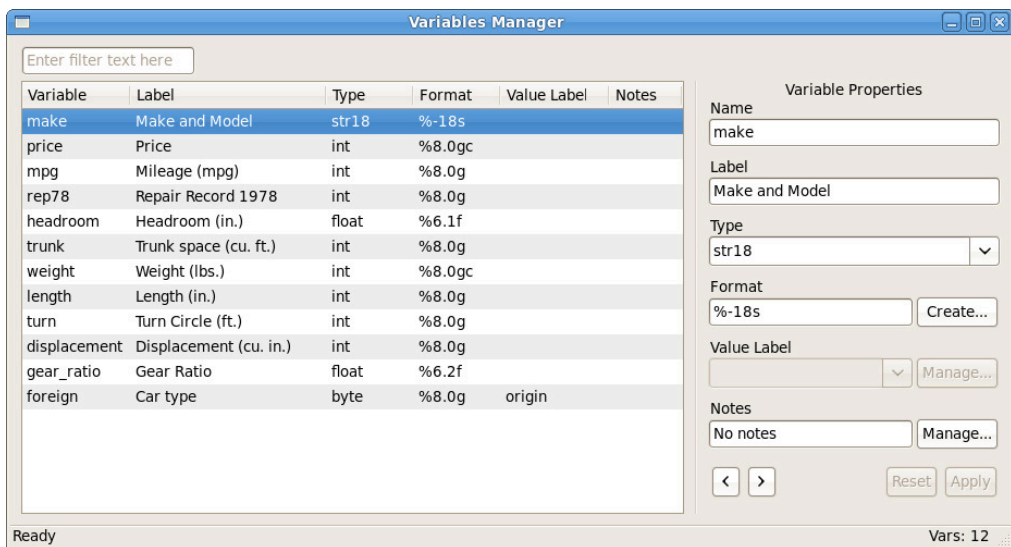 Variables Manager
Enter filter text here
Variable Label Type Format Value Label Notes
make Make and Model str18 %-18s
price Price int %8.0gc
mpg Mileage (mpg) int %8.0g
rep78 Repair Record 1978 int %8.0g
headroom Headroom (in.) float %6.1f
trunk Trunk space (cu. ft.) int %8.0g
weight Weight (lbs.) int %8.0gc
length Length (in.) int %8.0g
turn Turn Circle (ft.) int %8.0g
displacement Displacement (cu. in.) int %8.0g
gear_ratio Gear Ratio float %6.2f
foreign Car type byte %8.0g origin
Variable Properties
Name
make
Label
Make and Model
Type
str18
Format
%-18s Create...
Value Label
Manage...
Notes
No notes Manage...
< > Reset Apply
Ready Vars: 12